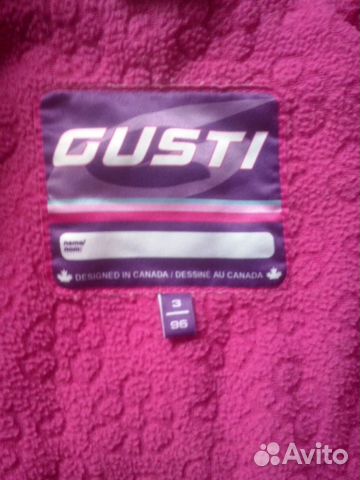 GUSTI
name/
nom:
DESIGNED IN CANADA / DESSINÉ AU CANADA
3
96
Avito